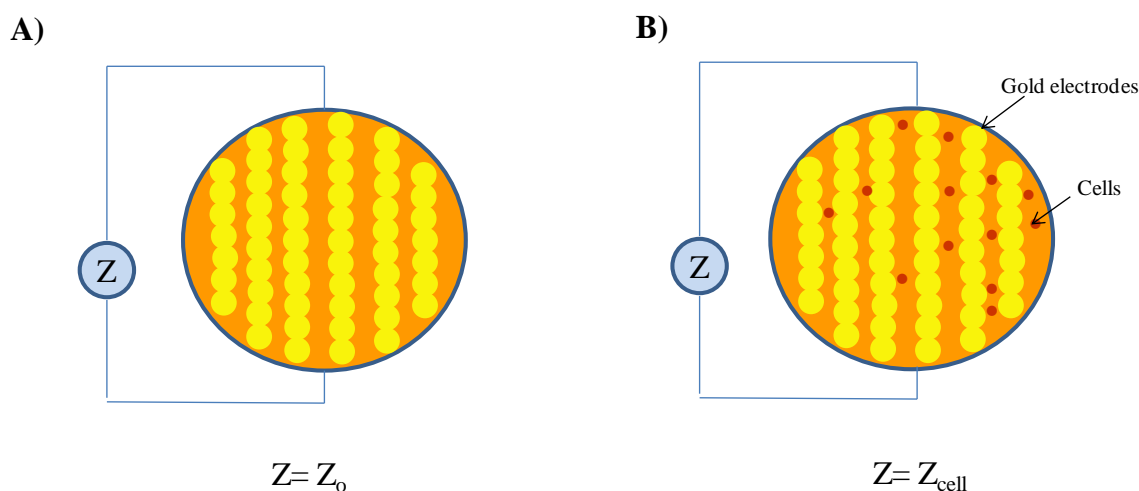 A)
Z
Z= Zo
B)
Gold electrodes
Cells
Z
Z= Zcell